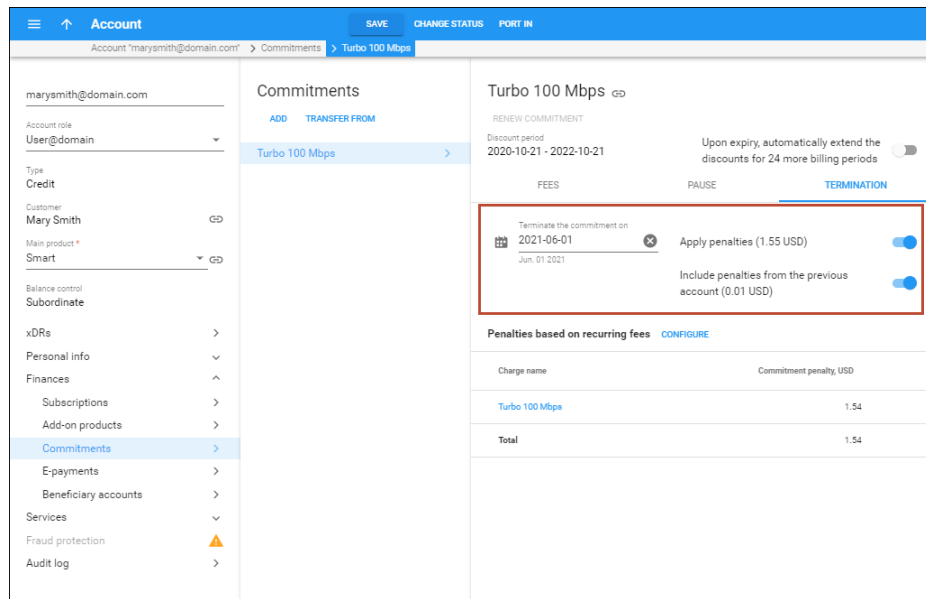 Account
SAVE
CHANGE STATUS
PORT IN
Account "marysmith@domain.com" > Commitments > Turbo 100 Mbps
marysmith@domain.com
Account role
User@domain
Type
Credit
Customer
Mary Smith
Main product *
Smart
Balance control
Subordinate
xDRs
Personal info
Finances
Subscriptions
Add-on products
Commitments
E-payments
Beneficiary accounts
Services
Fraud protection
Audit log
Commitments
ADD
TRANSFER FROM
Turbo 100 Mbps
Turbo 100 Mbps
RENEW COMMITMENT
Discount period
2020-10-21 - 2022-10-21
Upon expiry, automatically extend the
discounts for 24 more billing periods
FEES
PAUSE
TERMINATION
Terminate the commitment on
2021-06-01
Jun. 01 2021
Apply penalties (1.55 USD)
Include penalties from the previous
account (0.01 USD)
Penalties based on recurring fees CONFIGURE
Charge name Commitment penalty, USD
Turbo 100 Mbps 1.54
Total 1.54